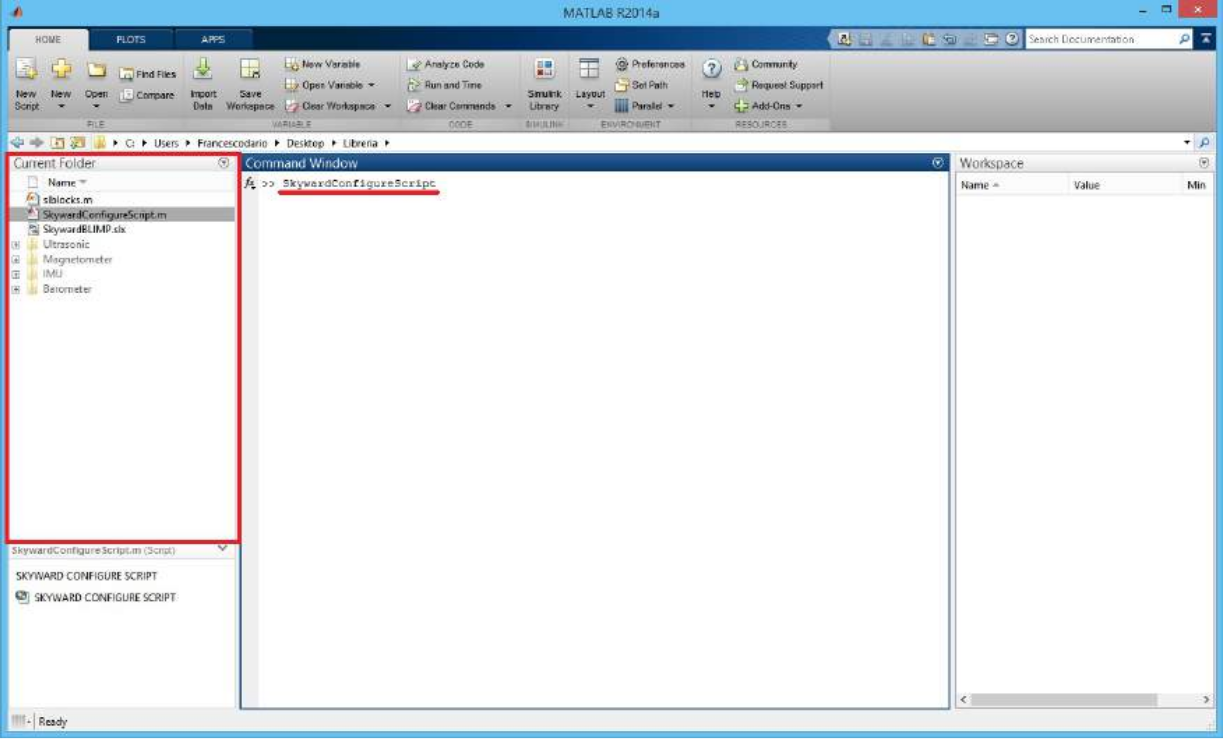 MATLAB R2014a
HOME PLOTS APPS
Search Documentation
New Script
New
Open
Find Files
Compare
Import Data
Save Workspace
New Variable
Open Variable
Clear Workspace
Analyze Code
Run and Time
Clear Commands
Simulink Library
Layout
Preferences
Set Path
Parallel
Help
Community
Request Support
Add-Ons
FILE VARIABLE CODE SIMULINK ENVIRONMENT RESOURCES
C: Users Francescodario Desktop Libreria
Current Folder
Name
slblocks.m
SkywardConfigureScript.m
SkywardBLIMP.slx
Ultrasonic
Magnetometer
IMU
Barometer
SkywardConfigureScript.m (Script)
SKYWARD CONFIGURE SCRIPT
SKYWARD CONFIGURE SCRIPT
Command Window
fx >> SkywardConfigureScript
Workspace
Name Value Min
Ready